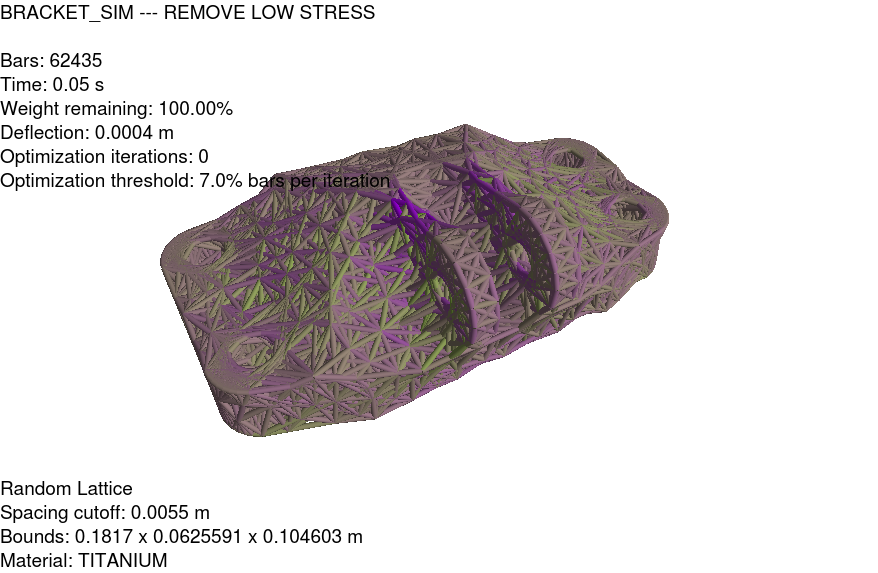 BRACKET_SIM --- REMOVE LOW STRESS
Bars: 62435
Time: 0.05 s
Weight remaining: 100.00%
Deflection: 0.0004 m
Optimization iterations: 0
Optimization threshold: 7.0% bars per iteration
Random Lattice
Spacing cutoff: 0.0055 m
Bounds: 0.1817 x 0.0625591 x 0.104603 m
Material: TITANIUM